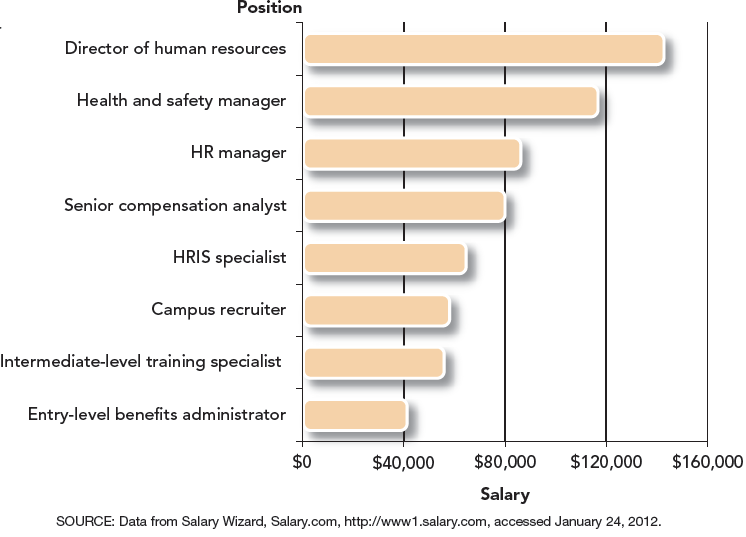 Position
Director of human resources
Health and safety manager
HR manager
Senior compensation analyst
HRIS specialist
Campus recruiter
Intermediate-level training specialist
Entry-level benefits administrator
$0 $40,000 $80,000 $120,000 $160,000
Salary
SOURCE: Data from Salary Wizard, Salary.com, http://www1.salary.com, accessed January 24, 2012.